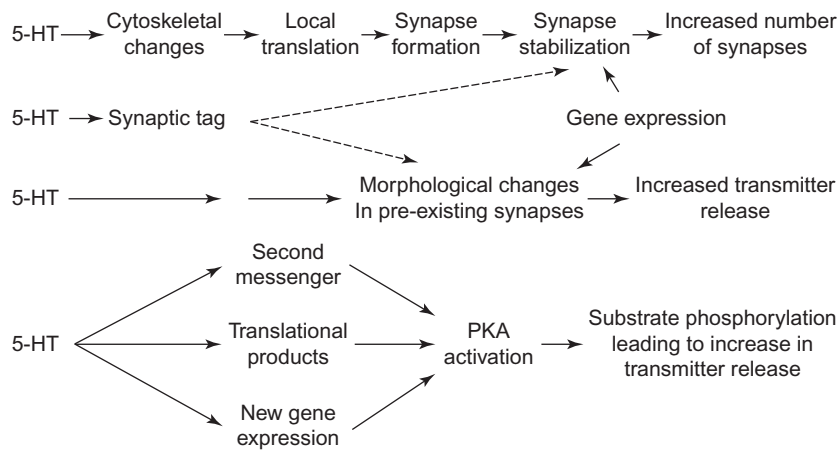 5-HT
Cytoskeletal
changes
Local
translation
Synapse
formation
Synapse
stabilization
Increased number
of synapses
5-HT
Synaptic tag
Gene expression
5-HT
Morphological changes
In pre-existing synapses
Increased transmitter
release
5-HT
Second
messenger
Translational
products
New gene
expression
PKA
activation
Substrate phosphorylation
leading to increase in
transmitter release